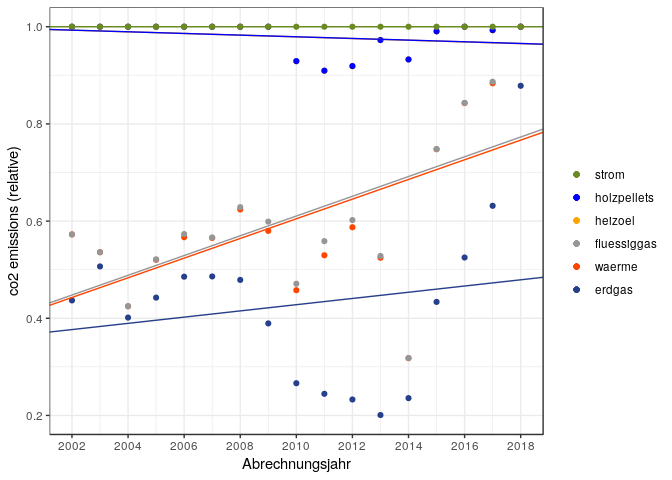 1.0
0.8
0.6
0.4
0.2
co2 emissions (relative)
2002 2004 2006 2008 2010 2012 2014 2016 2018
Abrechnungsjahr
strom
holzpellets
heizoel
fluessiggas
waerme
erdgas